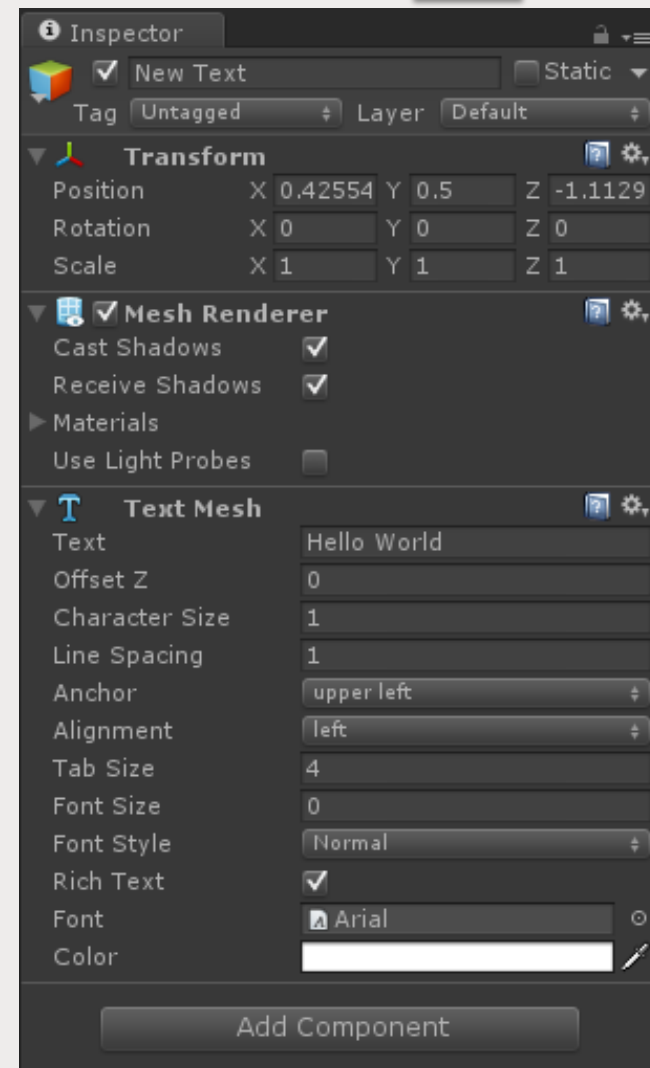 Inspector
New Text Static
Tag Untagged Layer Default
Transform
Position X 0.42554 Y 0.5 Z -1.1129
Rotation X 0 Y 0 Z 0
Scale X 1 Y 1 Z 1
Mesh Renderer
Cast Shadows
Receive Shadows
Materials
Use Light Probes
Text Mesh
Text Hello World
Offset Z 0
Character Size 1
Line Spacing 1
Anchor upper left
Alignment left
Tab Size 4
Font Size 0
Font Style Normal
Rich Text
Font Arial
Color
Add Component